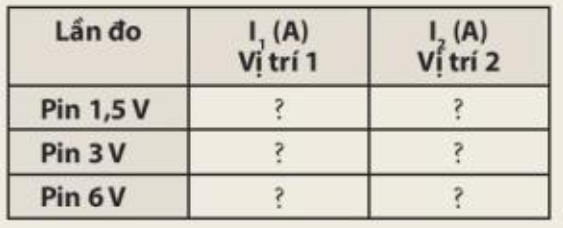 Lần đo I₁ (A) I₂ (A)
Vị trí 1 Vị trí 2
Pin 1,5 V ? ?
Pin 3 V ? ?
Pin 6 V ? ?